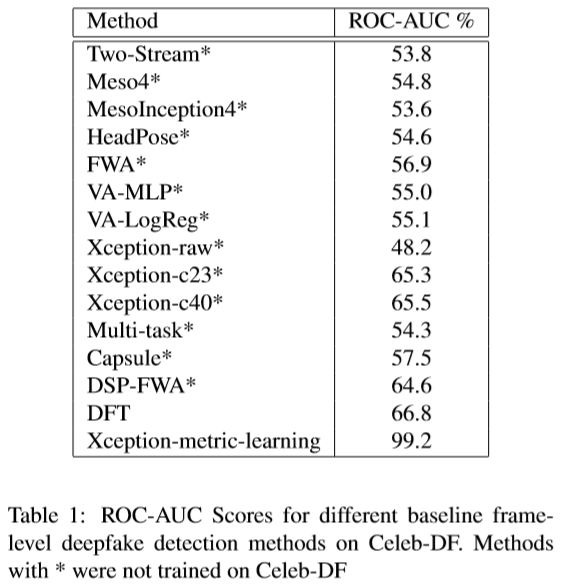 Method ROC-AUC %
Two-Stream* 53.8
Meso4* 54.8
MesoInception4* 53.6
HeadPose* 54.6
FWA* 56.9
VA-MLP* 55.0
VA-LogReg* 55.1
Xception-raw* 48.2
Xception-c23* 65.3
Xception-c40* 65.5
Multi-task* 54.3
Capsule* 57.5
DSP-FWA* 64.6
DFT 66.8
Xception-metric-learning 99.2
Table 1: ROC-AUC Scores for different baseline frame-
level deepfake detection methods on Celeb-DF. Methods
with * were not trained on Celeb-DF